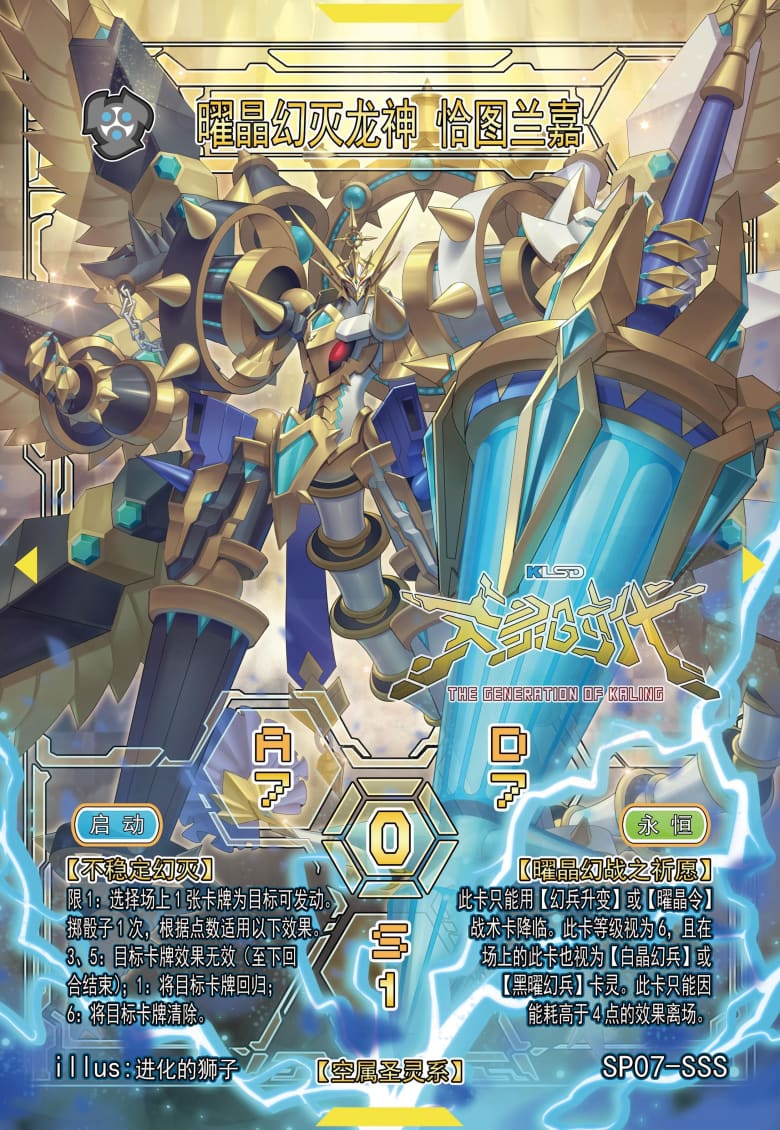 曜晶幻灭龙神 恰图兰嘉
KLSD
卡灵时代
THE GENERATION OF KALING
A
7
D
7
0
S
1
启动
【不稳定幻灭】
限1：选择场上1张卡牌为目标可发动。
掷骰子1次，根据点数适用以下效果。
3、5：目标卡牌效果无效（至下回
合结束）；1：将目标卡牌回归；
6：将目标卡牌清除。
永恒
【曜晶幻战之祈愿】
此卡只能用【幻兵升变】或【曜晶令】
战术卡降临。此卡等级视为6，且在
场上的此卡也视为【白晶幻兵】或
【黑曜幻兵】卡灵。此卡只能因
能耗高于4点的效果离场。
illus:进化的狮子
【空属圣灵系】
SP07-SSS